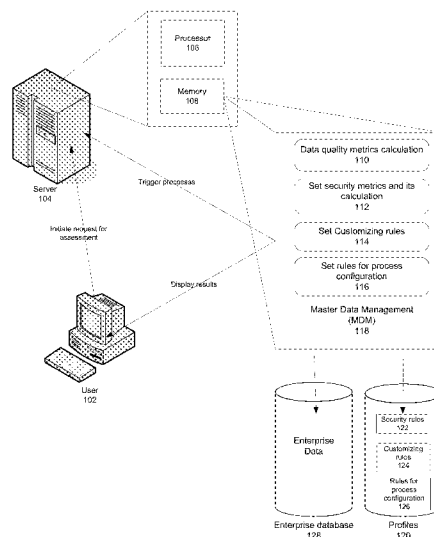 Processor
106
Memory
108
Server
104
Trigger processes
Initiate request for
assessment
Display results
User
102
Data quality metrics calculation
110
Set security metrics and its
calculation
112
Set Customizing rules
114
Set rules for process
configuration
116
Master Data Management
(MDM)
118
Enterprise
Data
Enterprise database
128
Security rules
122
Customizing
rules
124
Rules for
process
configuration
126
Profiles
120